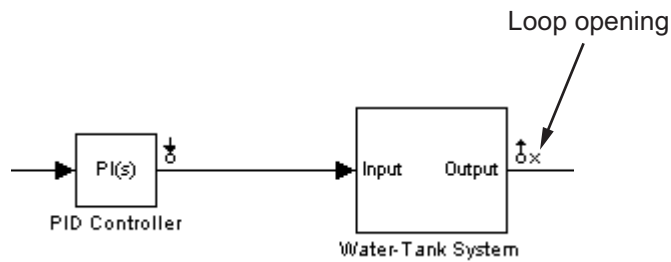 Loop opening
PI(s)
Input
Output
x
PID Controller
Water-Tank System